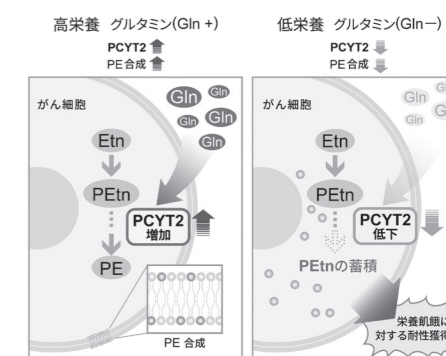 高栄養 グルタミン(Gln +)
PCYT2
PE合成
がん細胞
Gln
Gln
Gln
Gln
Gln
Etn
PEtn
PCYT2
増加
PE
PE 合成
低栄養 グルタミン(Gln－)
PCYT2
PE合成
がん細胞
Gln
Gln
Etn
PEtn
PCYT2
低下
PEtnの蓄積
栄養飢餓に
対する耐性獲得